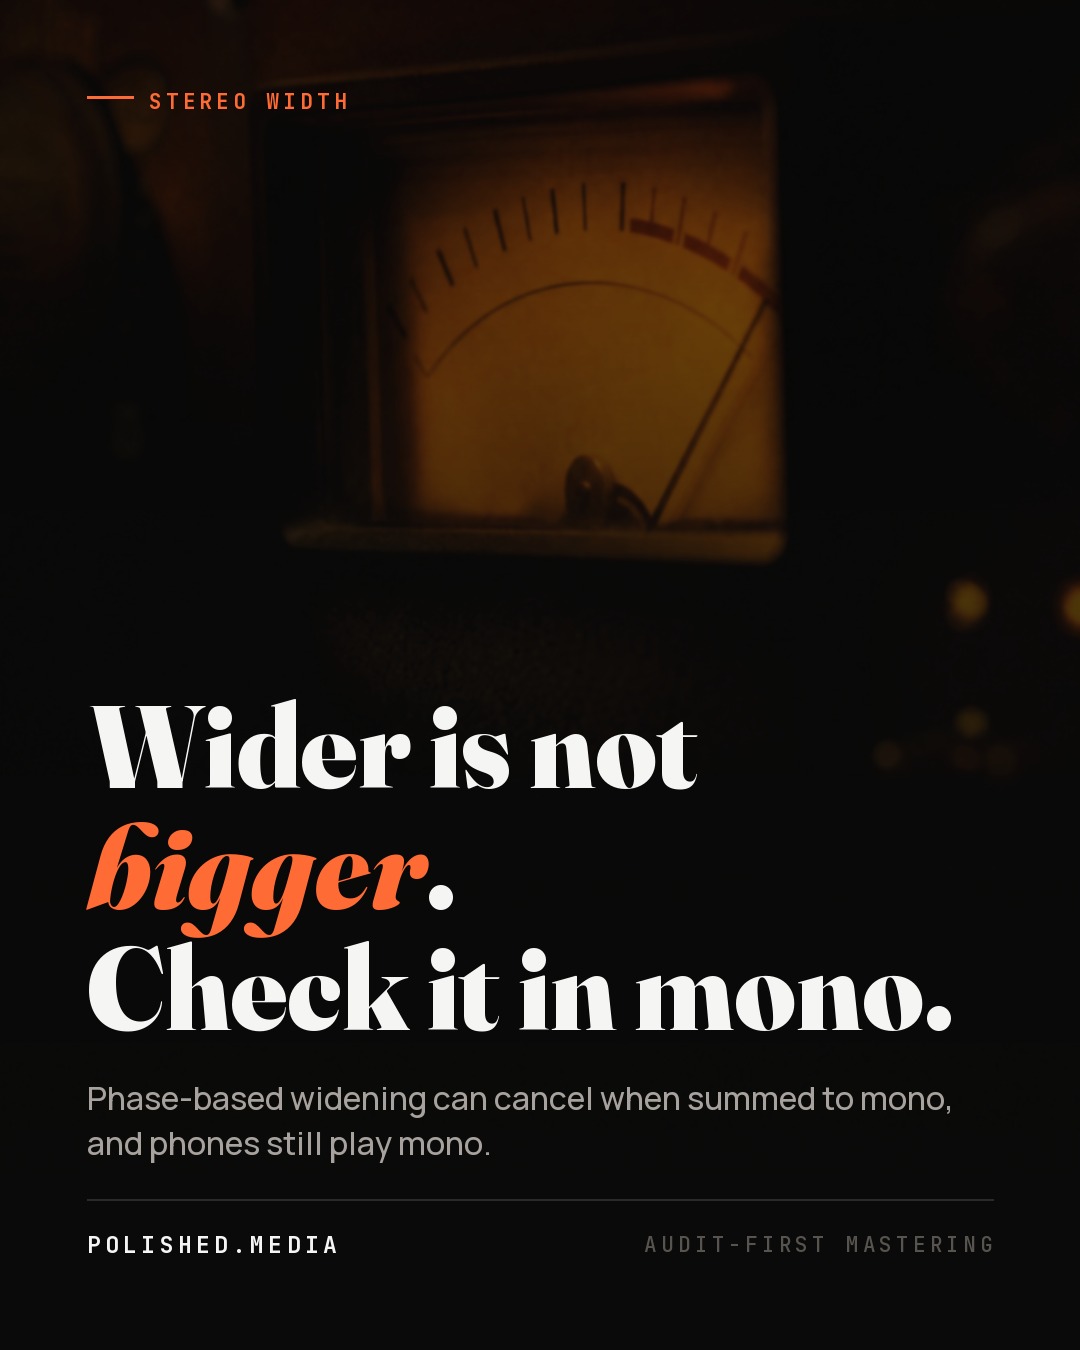 STEREO WIDTH
Wider is not
bigger.
Check it in mono.
Phase-based widening can cancel when summed to mono,
and phones still play mono.
POLISHED.MEDIA
AUDIT-FIRST MASTERING